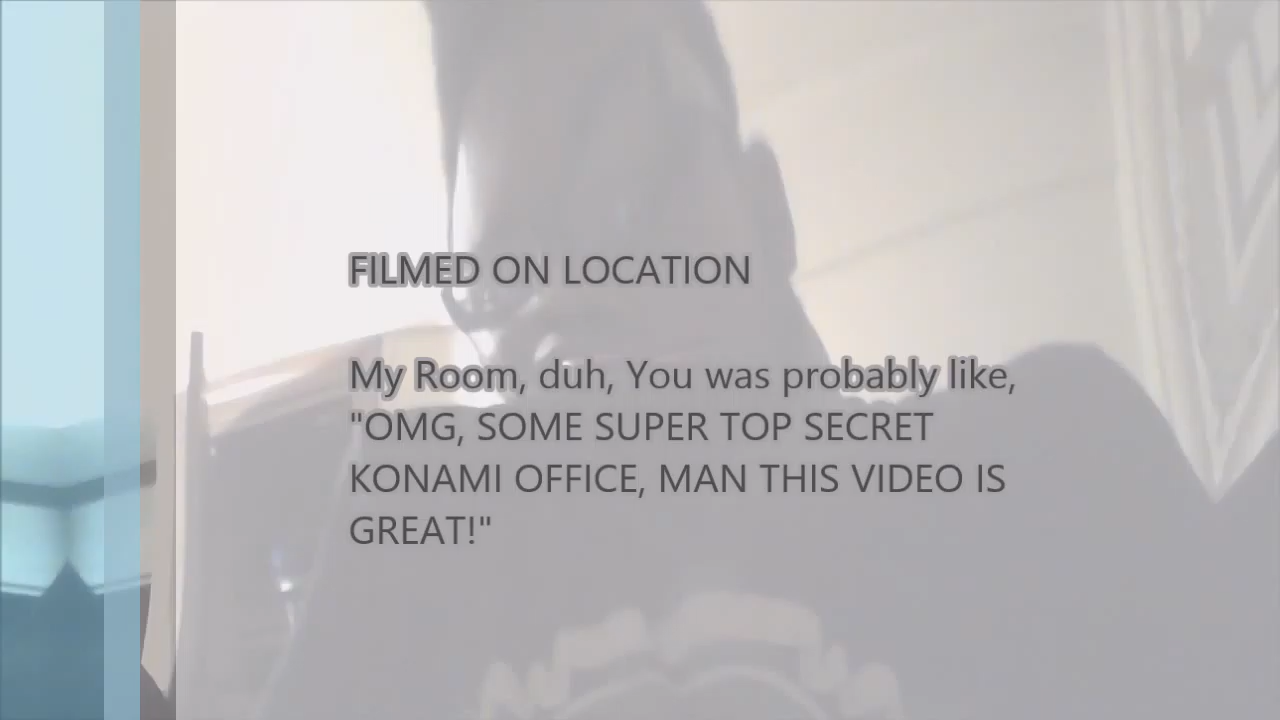 FILMED ON LOCATION
My Room, duh, You was probably like,
"OMG, SOME SUPER TOP SECRET
KONAMI OFFICE, MAN THIS VIDEO IS
GREAT!"